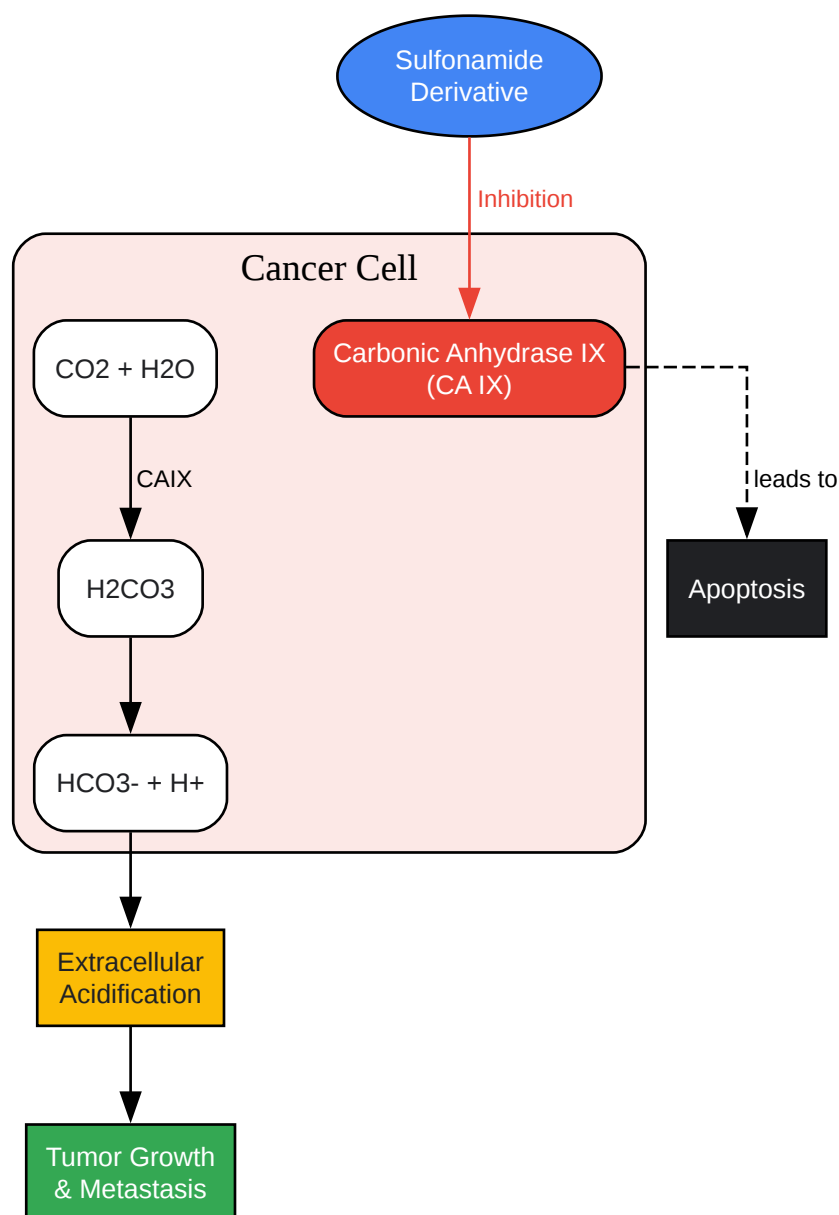 Sulfonamide
Derivative
Inhibition
Cancer Cell
CO2 + H2O
Carbonic Anhydrase IX
(CA IX)
CAIX
leads to
H2CO3
Apoptosis
HCO3- + H+
Extracellular
Acidification
Tumor Growth
& Metastasis